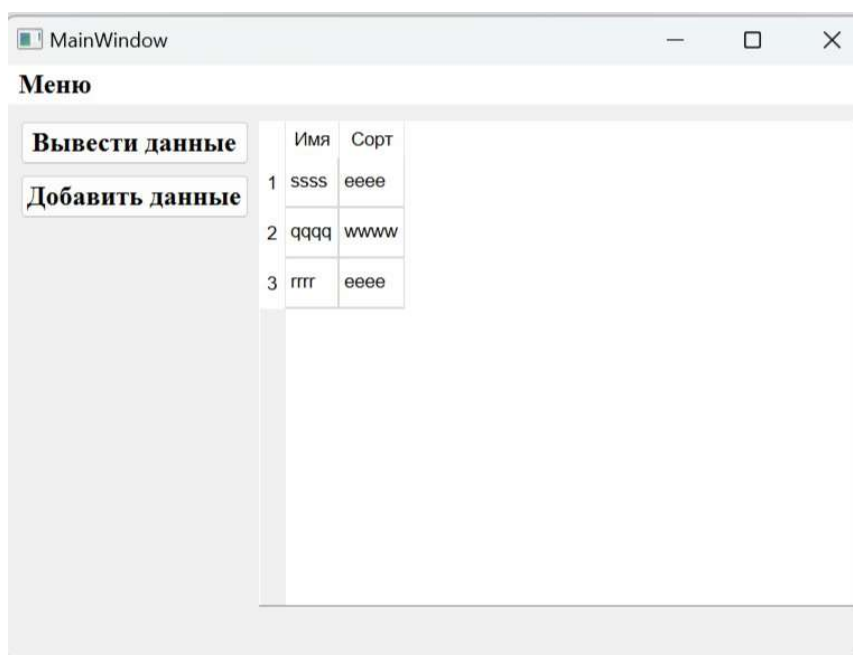 MainWindow
Меню
Вывести данные
Добавить данные
Имя Сорт
1 ssss eeee
2 qqqq wwww
3 rrrr eeee